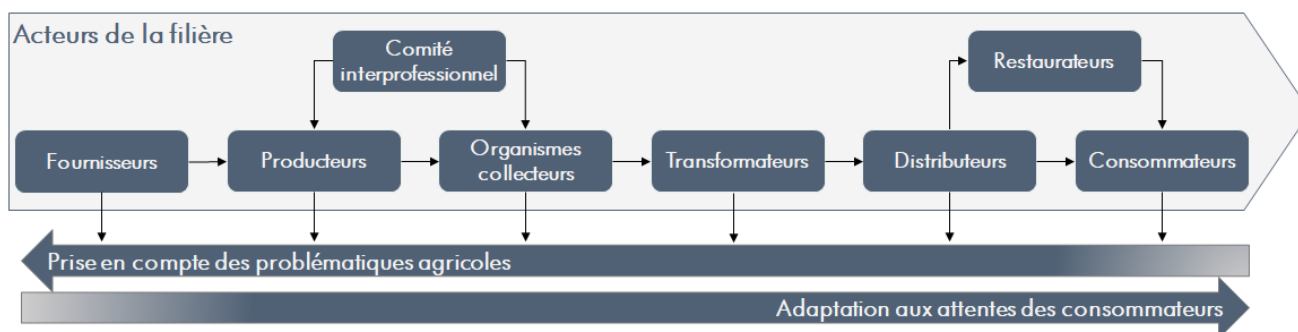 Acteurs de la filière
Comité
interprofessionnel
Restaurateurs
Fournisseurs
Producteurs
Organismes
collecteurs
Transformateurs
Distributeurs
Consommateurs
Prise en compte des problématiques agricoles
Adaptation aux attentes des consommateurs